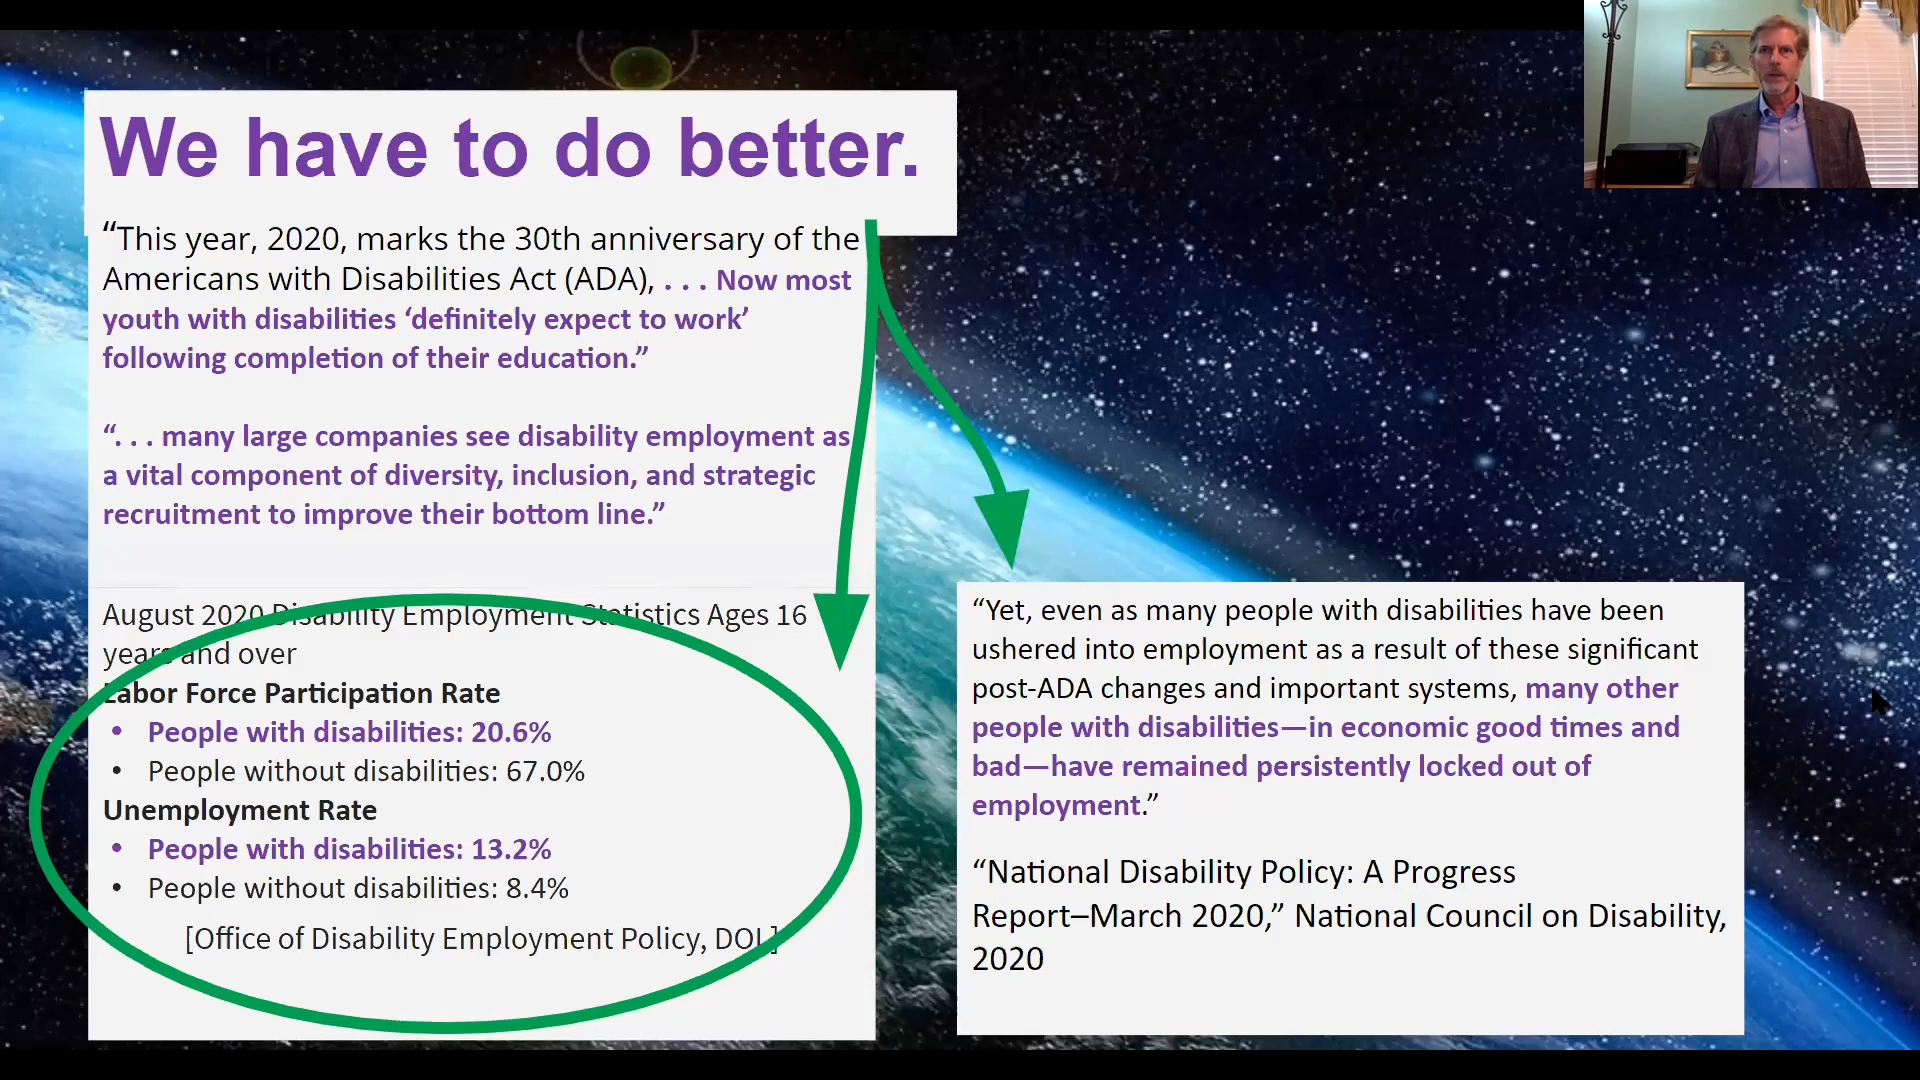 We have to do better.
“This year, 2020, marks the 30th anniversary of the
Americans with Disabilities Act (ADA), . . . Now most
youth with disabilities ‘definitely expect to work’
following completion of their education.”
“. . . many large companies see disability employment as
a vital component of diversity, inclusion, and strategic
recruitment to improve their bottom line.”
August 2020 Disability Employment Statistics Ages 16
years and over
Labor Force Participation Rate
• People with disabilities: 20.6%
• People without disabilities: 67.0%
Unemployment Rate
• People with disabilities: 13.2%
• People without disabilities: 8.4%
[Office of Disability Employment Policy, DOL]
“Yet, even as many people with disabilities have been
ushered into employment as a result of these significant
post-ADA changes and important systems, many other
people with disabilities—in economic good times and
bad—have remained persistently locked out of
employment.”
“National Disability Policy: A Progress
Report–March 2020,” National Council on Disability,
2020